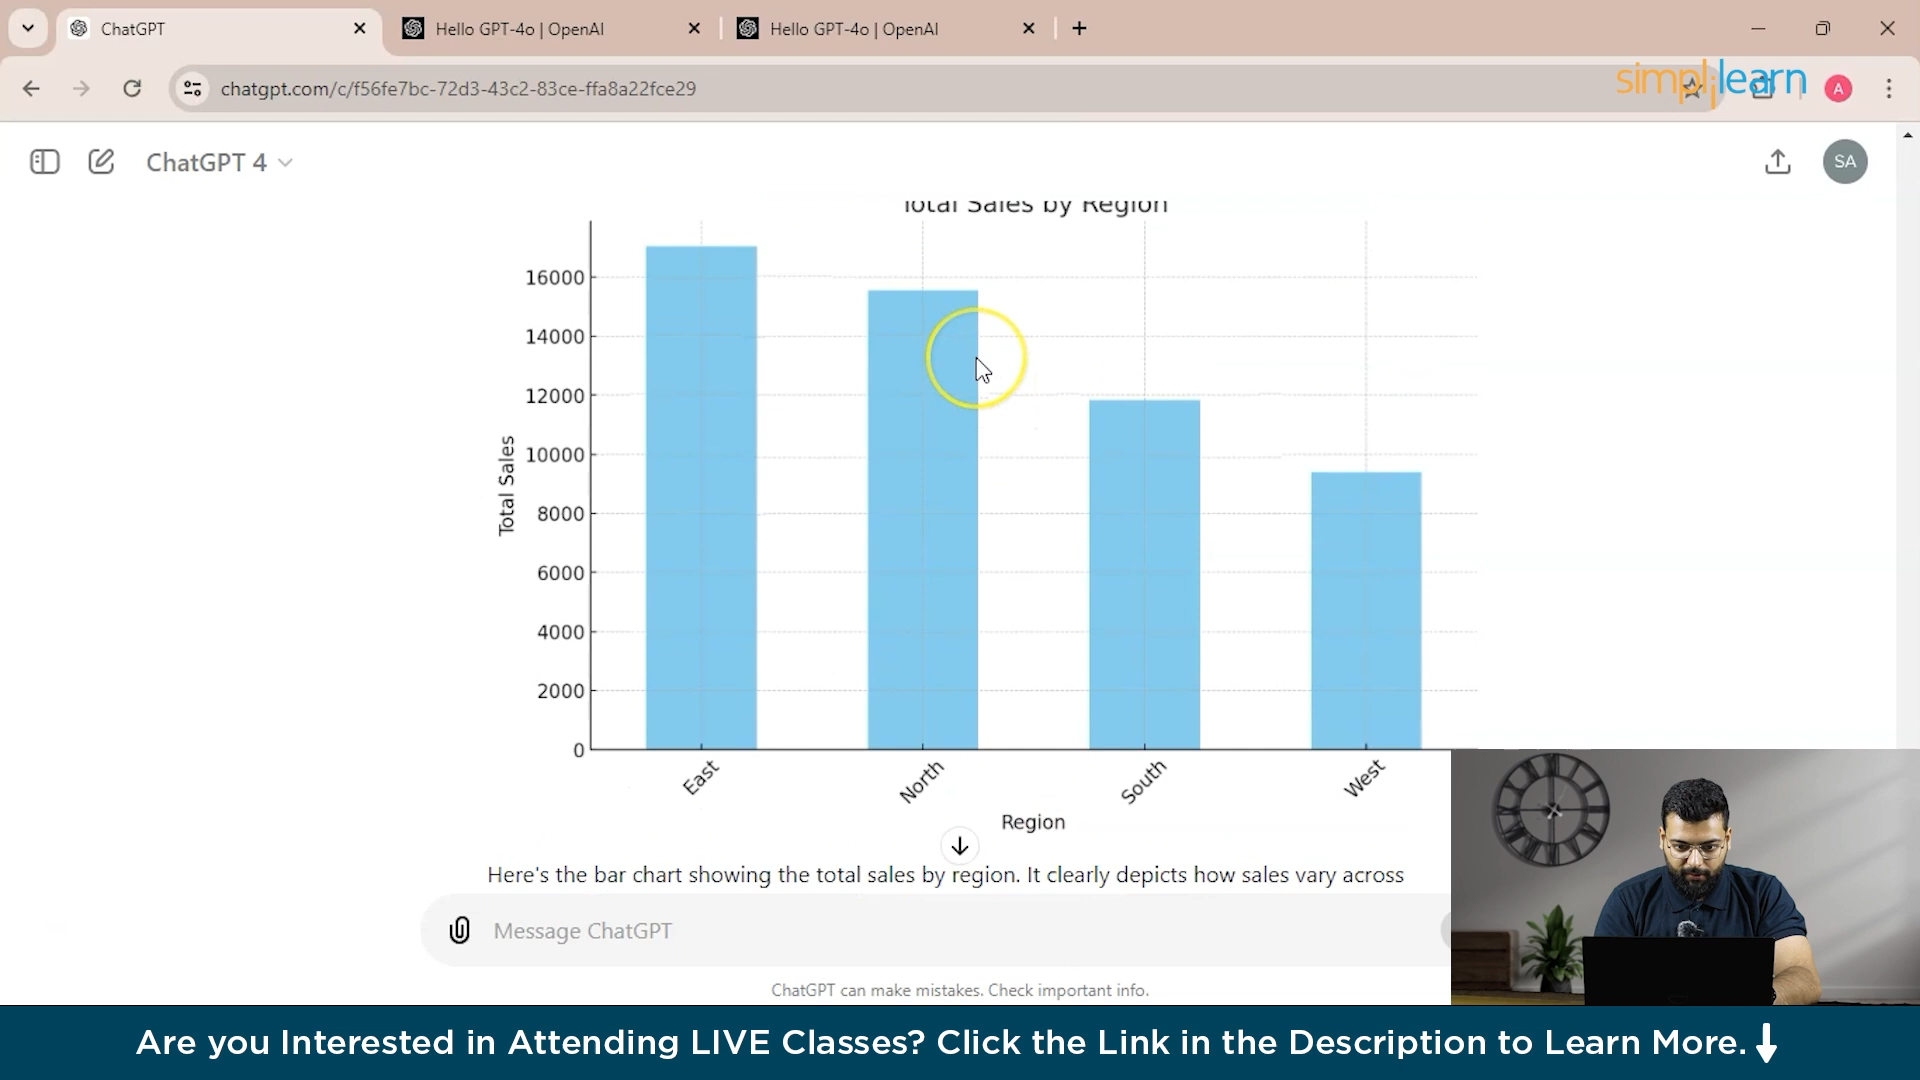 ChatGPT
Hello GPT-4o | OpenAI
Hello GPT-4o | OpenAI
chatgpt.com/c/f56fe7bc-72d3-43c2-83ce-ffa8a22fce29
simplilearn
A
ChatGPT 4
SA
Total Sales by Region
16000
14000
12000
10000
8000
6000
4000
2000
0
Total Sales
East
North
South
West
Region
Here's the bar chart showing the total sales by region. It clearly depicts how sales vary across
Message ChatGPT
ChatGPT can make mistakes. Check important info.
Are you Interested in Attending LIVE Classes? Click the Link in the Description to Learn More.